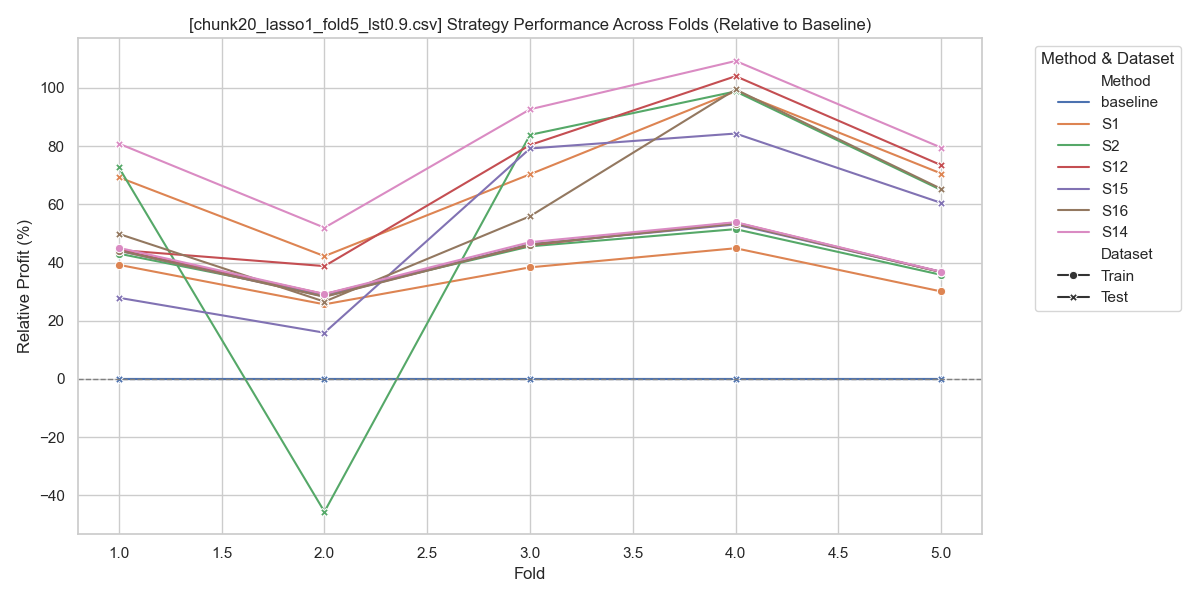 [chunk20_lasso1_fold5_lst0.9.csv] Strategy Performance Across Folds (Relative to Baseline)
Relative Profit (%)
100
80
60
40
20
0
−20
−40
1.0 1.5 2.0 2.5 3.0 3.5 4.0 4.5 5.0
Fold
Method & Dataset
Method
baseline
S1
S2
S12
S15
S16
S14
Dataset
Train
Test